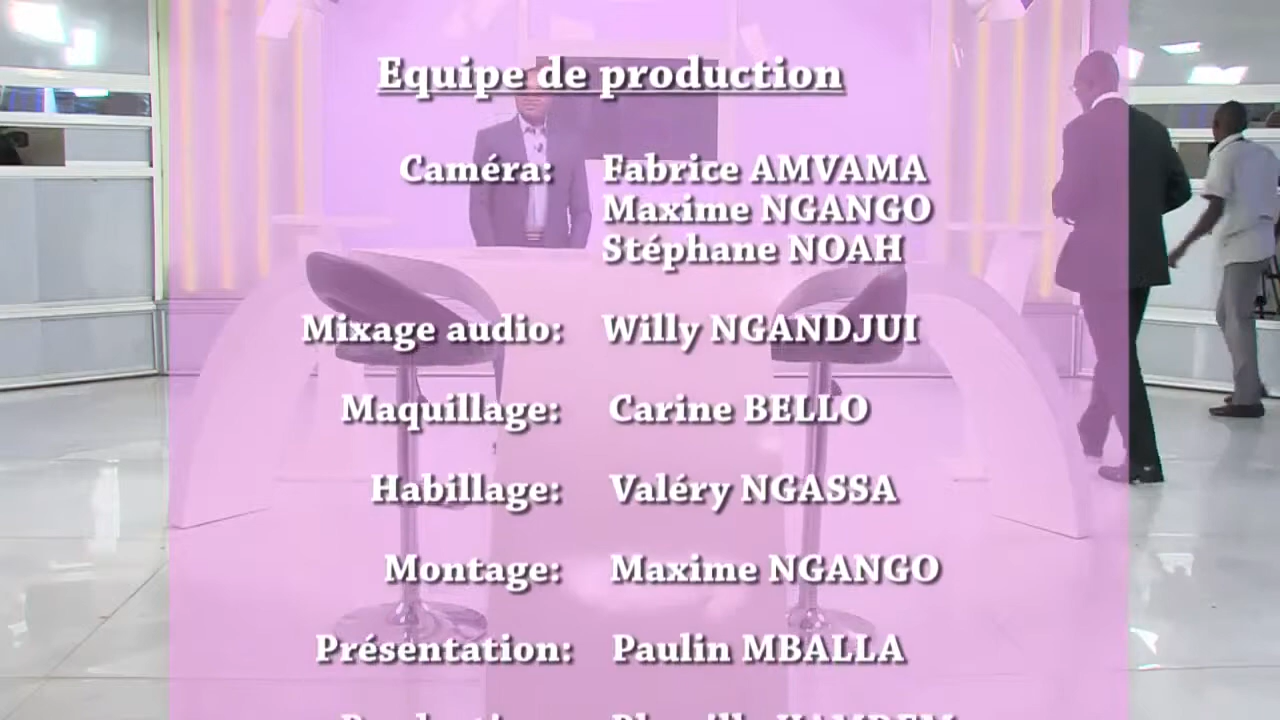 Equipe de production
Caméra: Fabrice AMVAMA
Maxime NGANGO
Stéphane NOAH
Mixage audio: Willy NGANDJUI
Maquillage: Carine BELLO
Habillage: Valéry NGASSA
Montage: Maxime NGANGO
Présentation: Paulin MBALLA